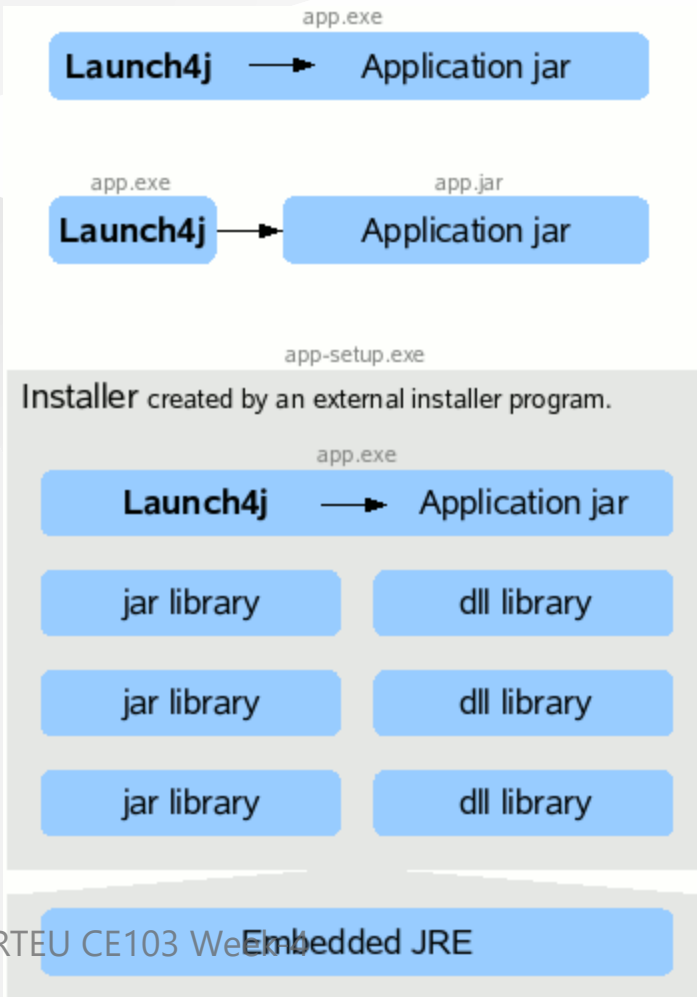 app.exe
Launch4j Application jar
app.exe app.jar
Launch4j Application jar
app-setup.exe
Installer created by an external installer program.
app.exe
Launch4j Application jar
jar library dll library
jar library dll library
jar library dll library
Embedded JRE
RTEU CE103 Week-4